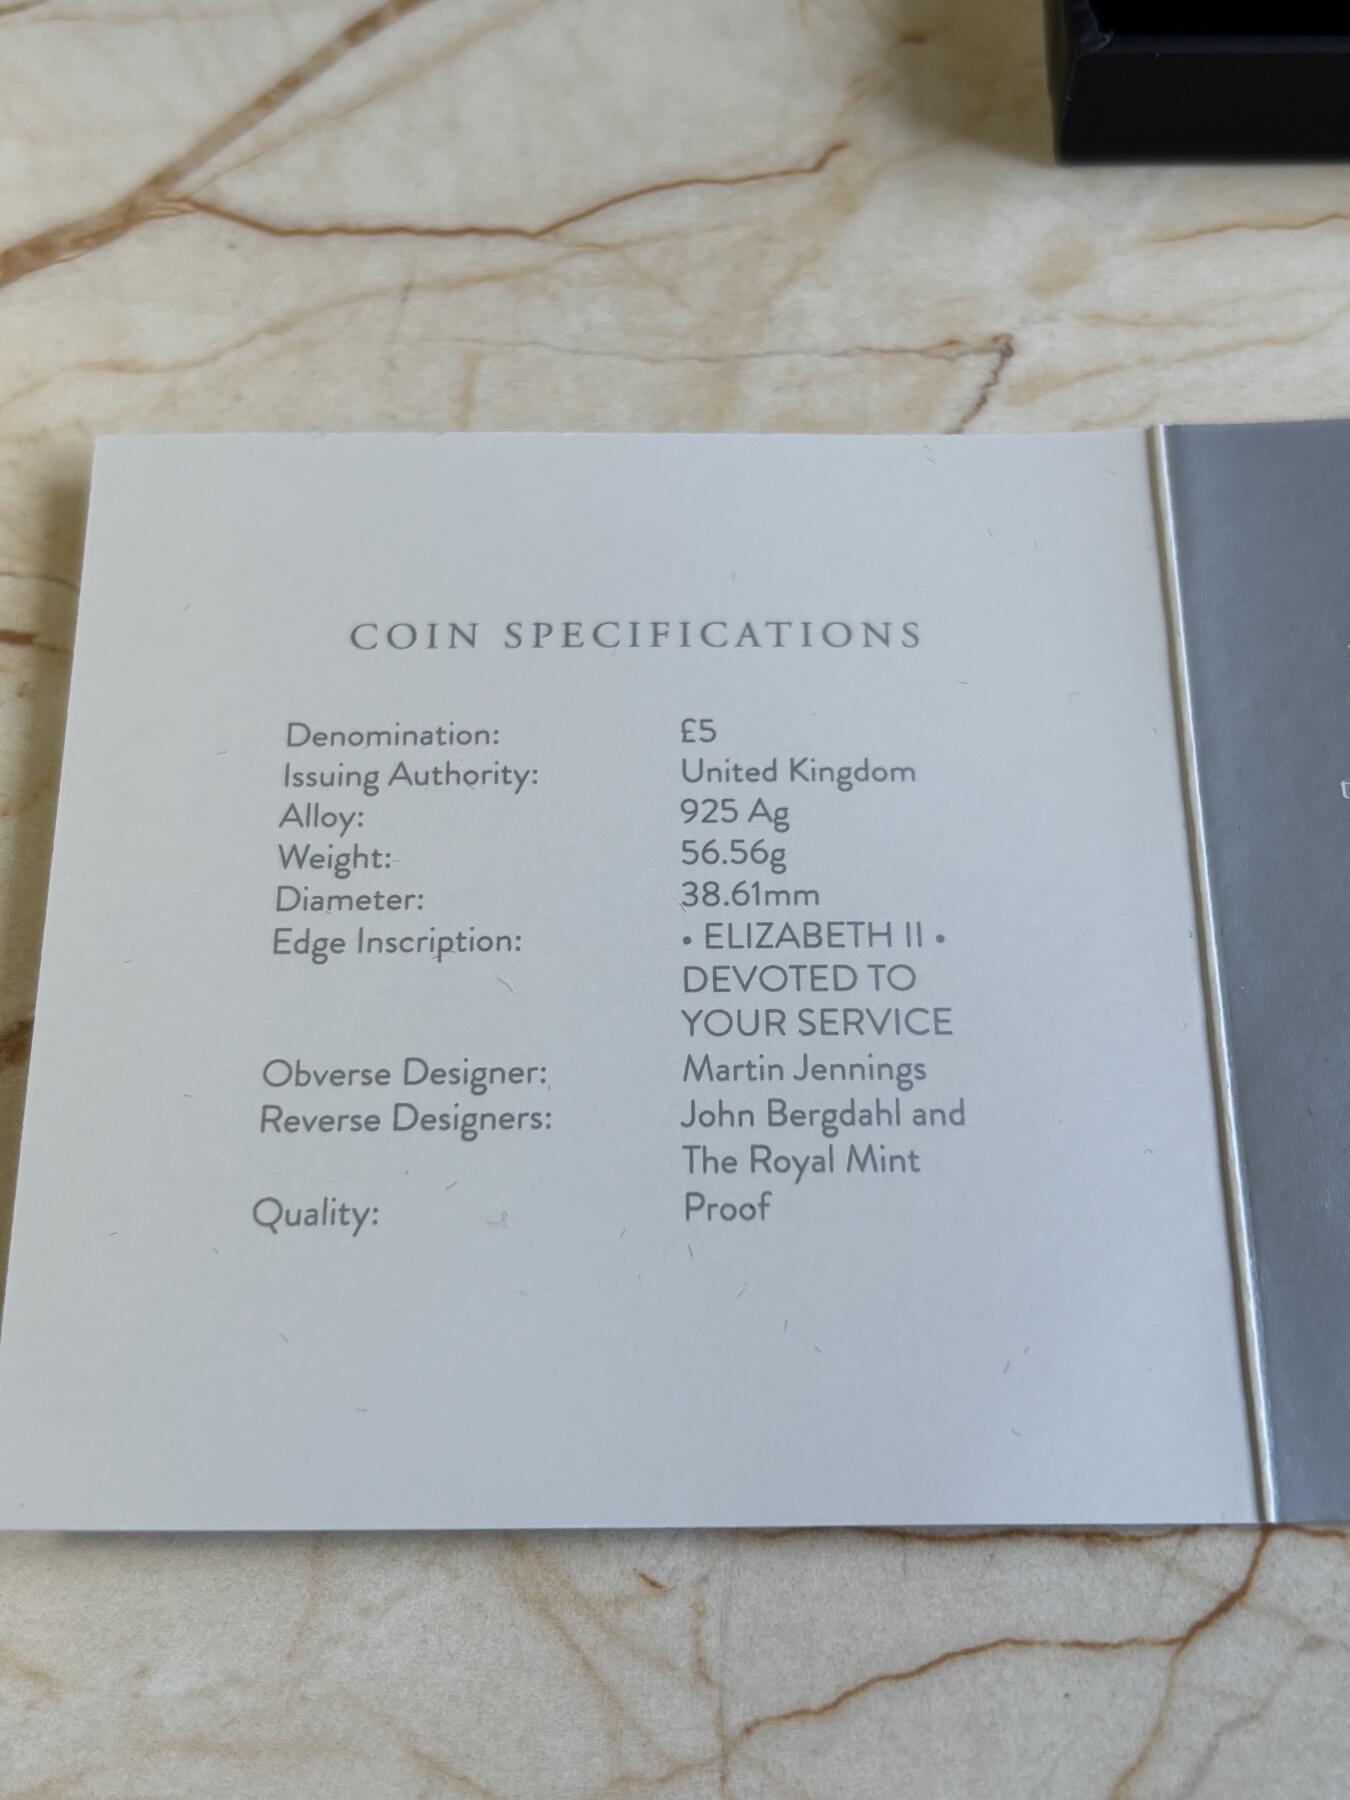 COIN SPECIFICATIONS
Denomination: £5
Issuing Authority: United Kingdom
Alloy: 925 Ag
Weight: 56.56g
Diameter: 38.61mm
Edge Inscription: • ELIZABETH II •
DEVOTED TO
YOUR SERVICE
Obverse Designer: Martin Jennings
Reverse Designers: John Bergdahl and
The Royal Mint
Quality: Proof